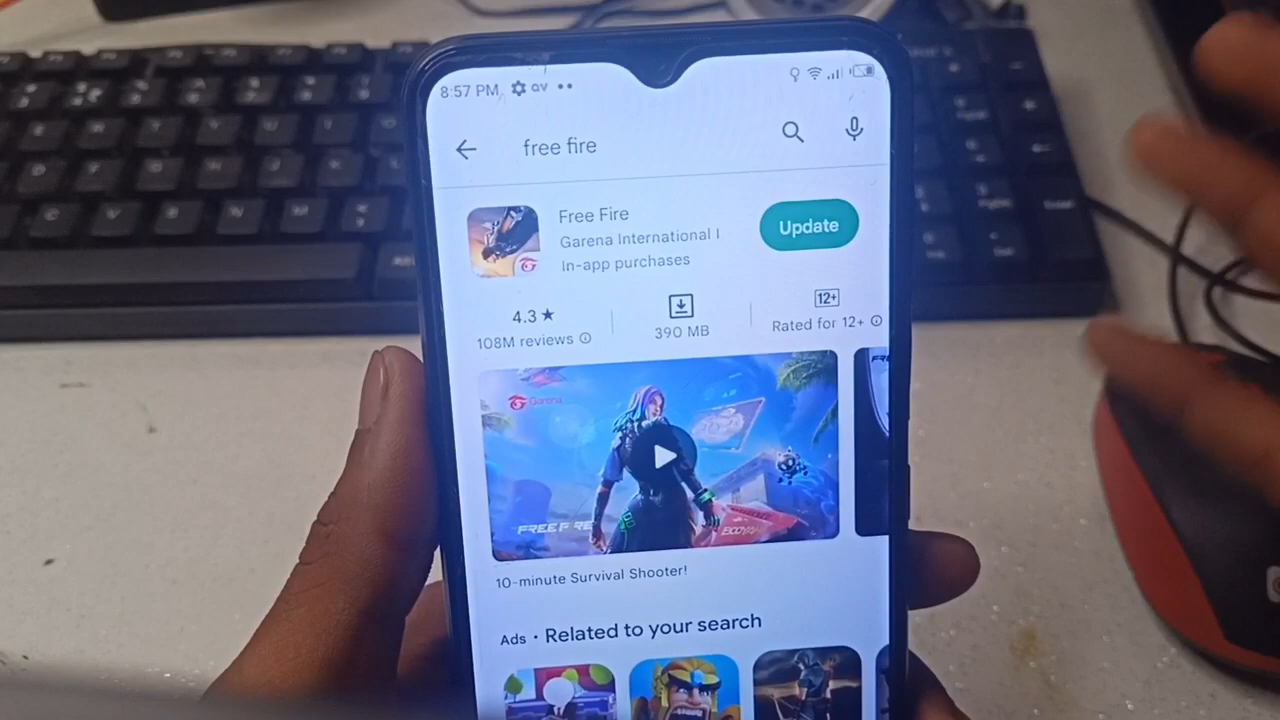 8:57 PM
free fire
Free Fire
Update
Garena International I
In-app purchases
4.3★
12+
108M reviews
390 MB
Rated for 12+
Garena
FREE FIRE
10-minute Survival Shooter!
Ads · Related to your search